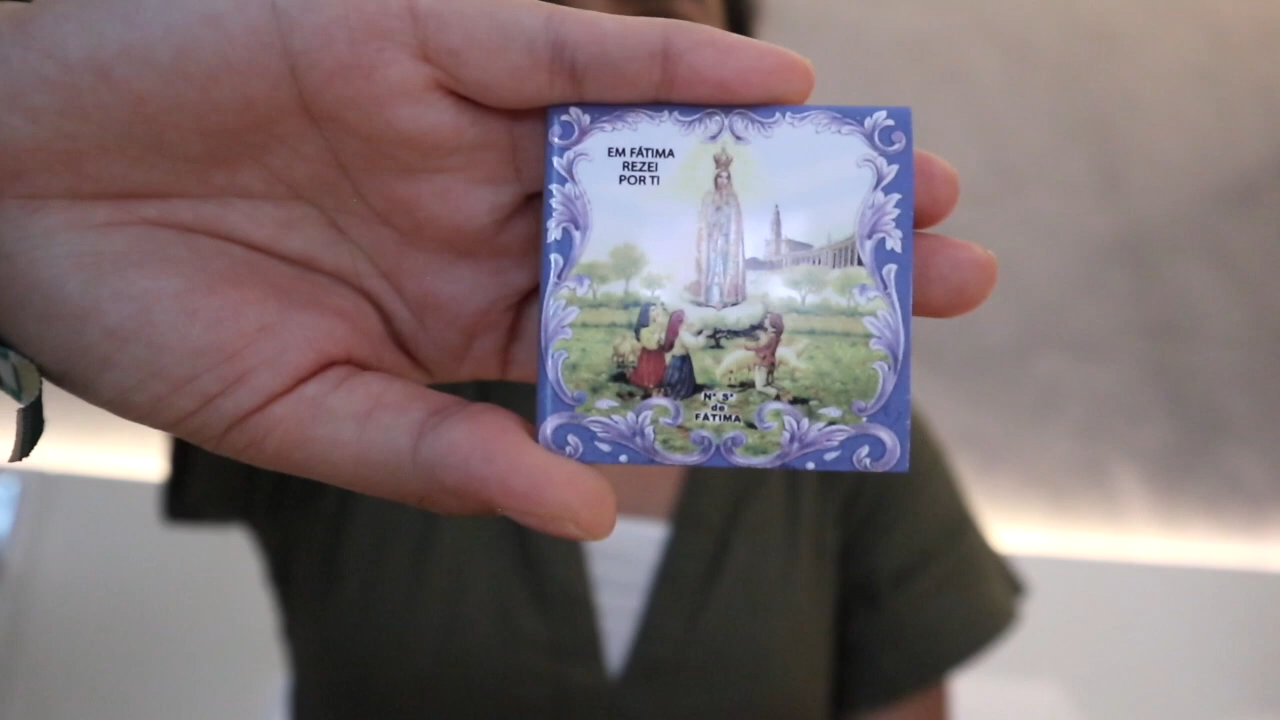 EM FÁTIMA
REZEI
POR TI
Nª Sª
de
FÁTIMA